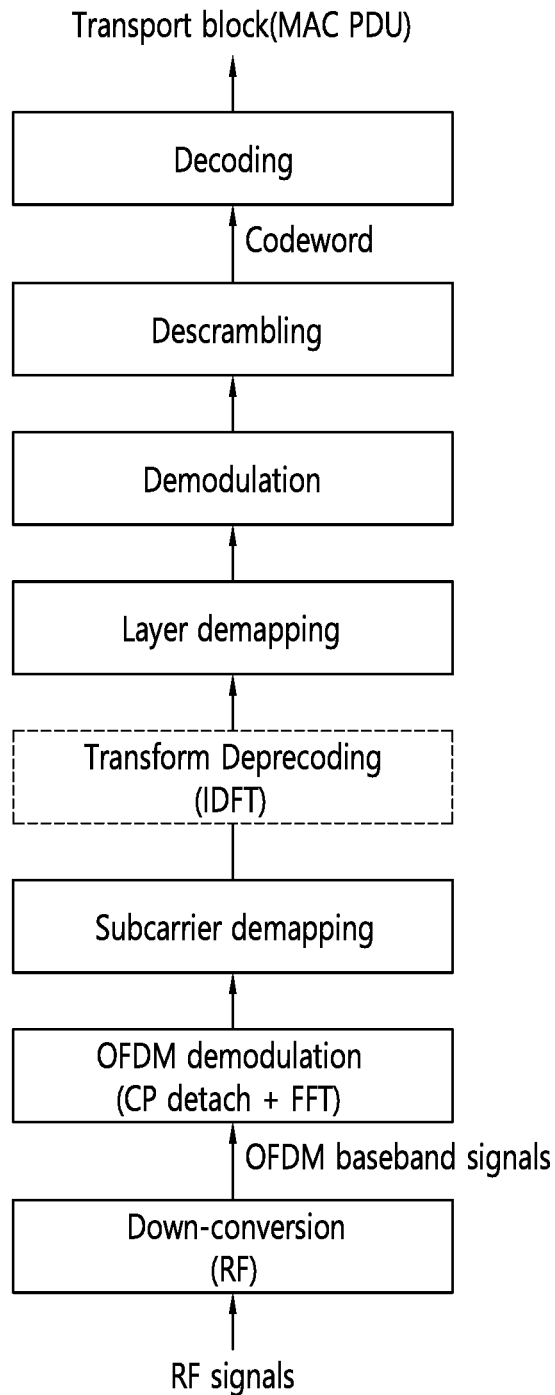 Transport block(MAC PDU)
Decoding
Codeword
Descrambling
Demodulation
Layer demapping
Transform Deprecoding
(IDFT)
Subcarrier demapping
OFDM demodulation
(CP detach + FFT)
OFDM baseband signals
Down-conversion
(RF)
RF signals